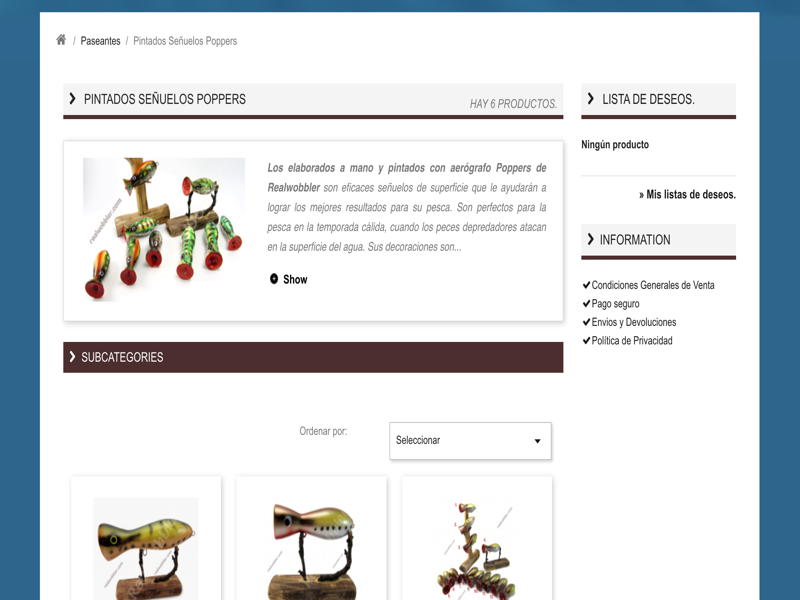 / Paseantes / Pintados Señuelos Poppers
PINTADOS SEÑUELOS POPPERS
HAY 6 PRODUCTOS.
realwobbler.com
Los elaborados a mano y pintados con aerógrafo Poppers de
Realwobbler son eficaces señuelos de superficie que le ayudarán a
lograr los mejores resultados para su pesca. Son perfectos para la
pesca en la temporada cálida, cuando los peces depredadores atacan
en la superficie del agua. Sus decoraciones son...
Show
SUBCATEGORIES
Ordenar por:
Seleccionar
LISTA DE DESEOS.
Ningún producto
» Mis listas de deseos.
INFORMATION
Condiciones Generales de Venta
Pago seguro
Envios y Devoluciones
Política de Privacidad